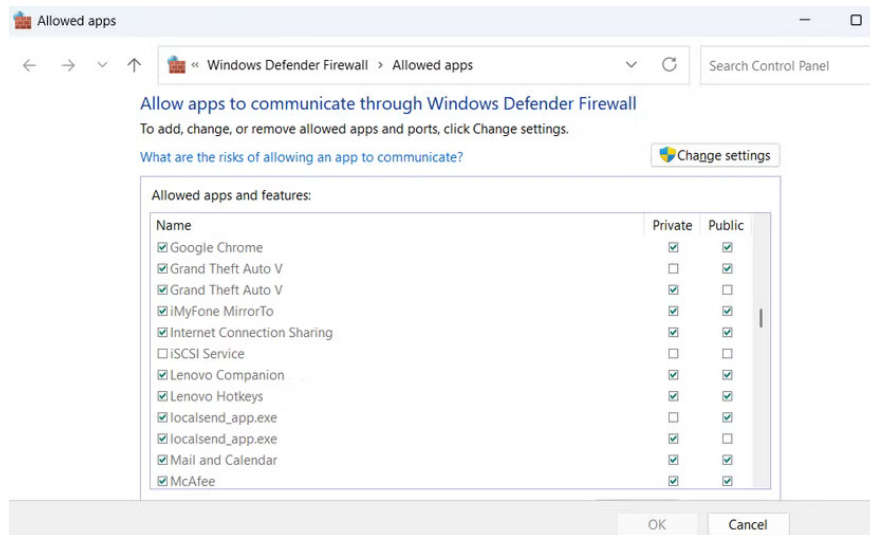 Allowed apps
« Windows Defender Firewall > Allowed apps
Search Control Panel
Allow apps to communicate through Windows Defender Firewall
To add, change, or remove allowed apps and ports, click Change settings.
What are the risks of allowing an app to communicate?
Change settings
Allowed apps and features:
Name Private Public
Google Chrome
Grand Theft Auto V
Grand Theft Auto V
iMyFone MirrorTo
Internet Connection Sharing
iSCSI Service
Lenovo Companion
Lenovo Hotkeys
localsend_app.exe
localsend_app.exe
Mail and Calendar
McAfee
OK Cancel